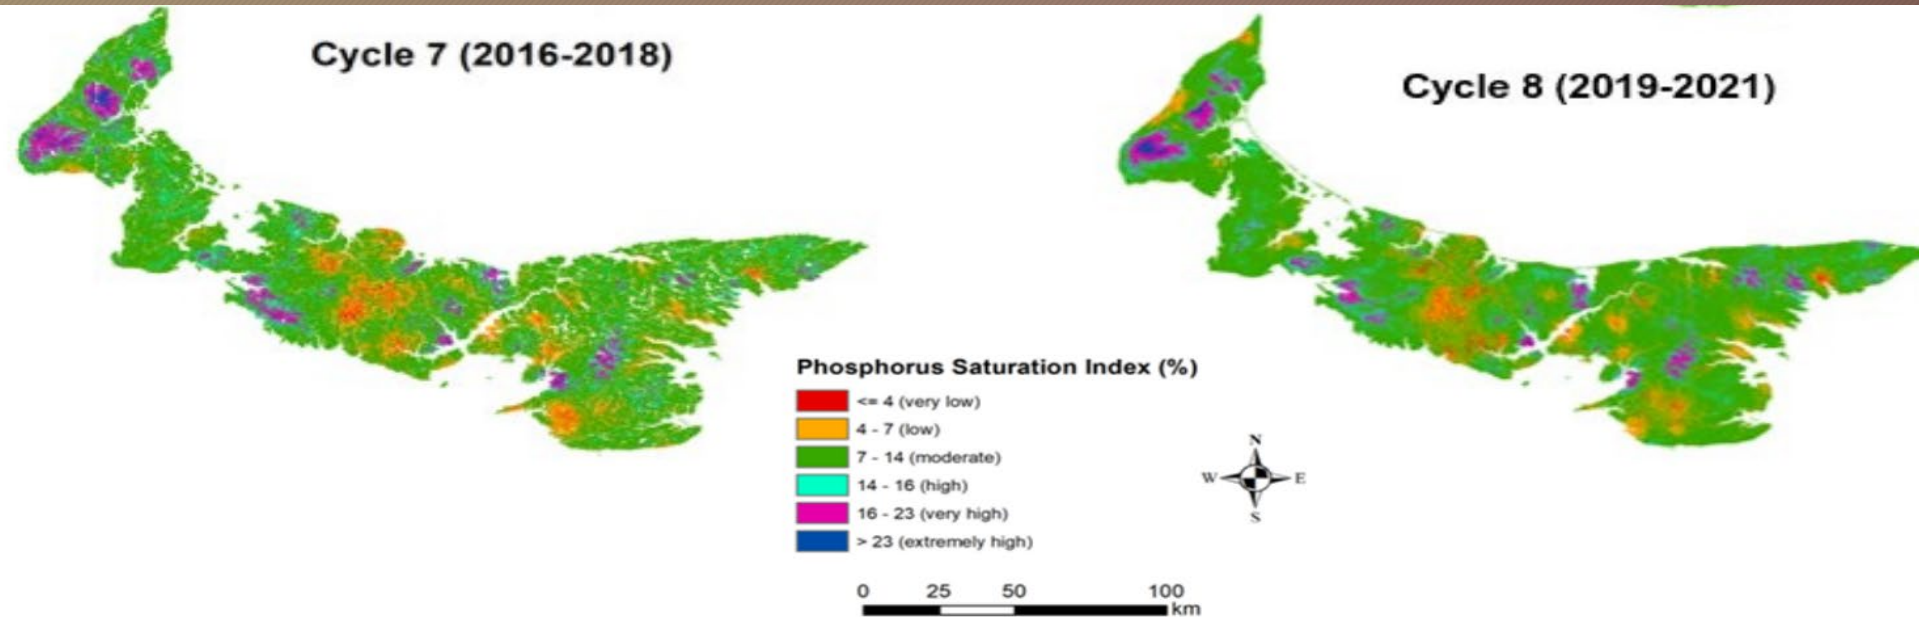 Cycle 7 (2016-2018)
Cycle 8 (2019-2021)
Phosphorus Saturation Index (%)
<= 4 (very low)
4 - 7 (low)
7 - 14 (moderate)
14 - 16 (high)
16 - 23 (very high)
> 23 (extremely high)
N
W E
S
0 25 50 100
km